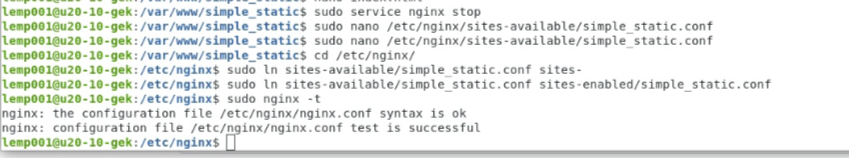 lemp001@u20-10-gek:/var/www/simple_static$ sudo service nginx stop
lemp001@u20-10-gek:/var/www/simple_static$ sudo nano /etc/nginx/sites-available/simple_static.conf
lemp001@u20-10-gek:/var/www/simple_static$ sudo nano /etc/nginx/sites-available/simple_static.conf
lemp001@u20-10-gek:/var/www/simple_static$ cd /etc/nginx/
lemp001@u20-10-gek:/etc/nginx$ sudo ln sites-available/simple_static.conf sites-
lemp001@u20-10-gek:/etc/nginx$ sudo ln sites-available/simple_static.conf sites-enabled/simple_static.conf
lemp001@u20-10-gek:/etc/nginx$ sudo nginx -t
nginx: the configuration file /etc/nginx/nginx.conf syntax is ok
nginx: configuration file /etc/nginx/nginx.conf test is successful
lemp001@u20-10-gek:/etc/nginx$